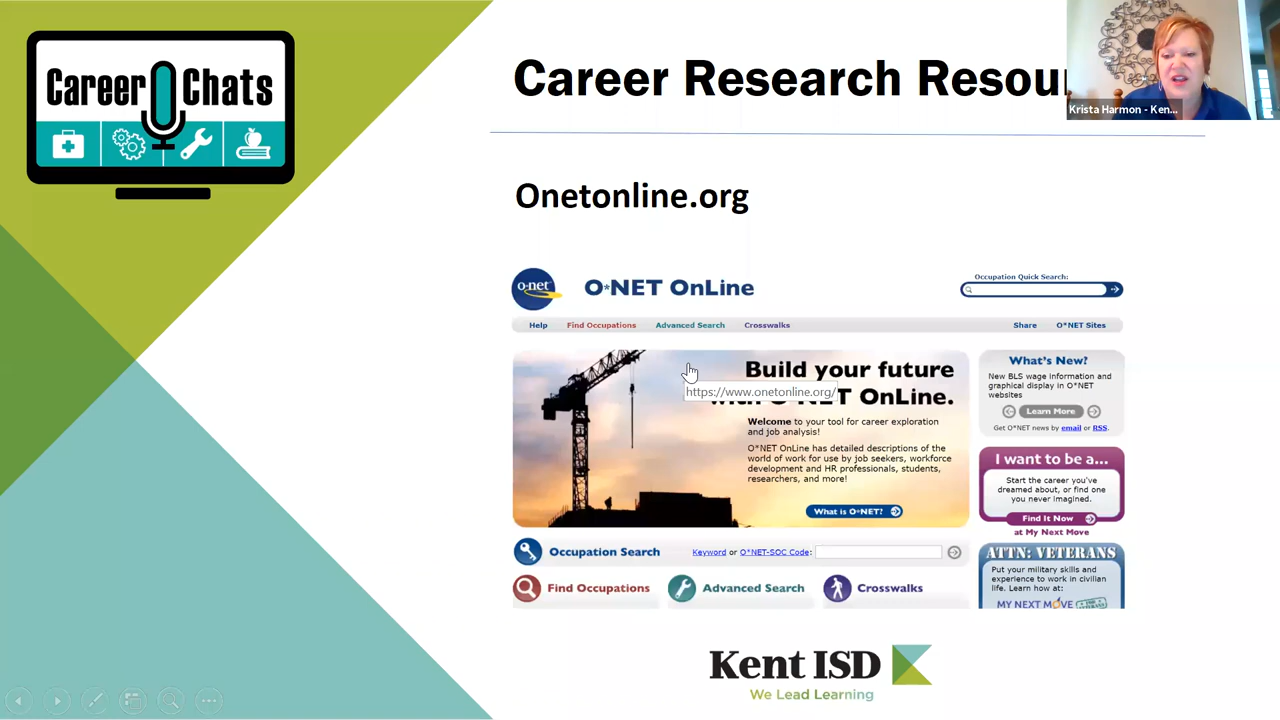 Career Chats
Career Research Resou
Krista Harmon - Ken...
Onetonline.org
o·net
O*NET OnLine
Occupation Quick Search:
Help Find Occupations Advanced Search Crosswalks Share O*NET Sites
Build your future
with O*NET OnLine.
https://www.onetonline.org/
Welcome to your tool for career exploration
and job analysis!
O*NET OnLine has detailed descriptions of the
world of work for use by job seekers, workforce
development and HR professionals, students,
researchers, and more!
What is O*NET?
What's New?
New BLS wage information and
graphical display in O*NET
websites
Learn More
Get O*NET news by email or RSS.
I want to be a...
Start the career you've
dreamed about, or find one
you never imagined.
Find It Now
at My Next Move
Occupation Search Keyword or O*NET-SOC Code:
Find Occupations Advanced Search Crosswalks
ATTN: VETERANS
Put your military skills and
experience to work in civilian
life. Learn how at:
MY NEXT MOVE
Kent ISD
We Lead Learning